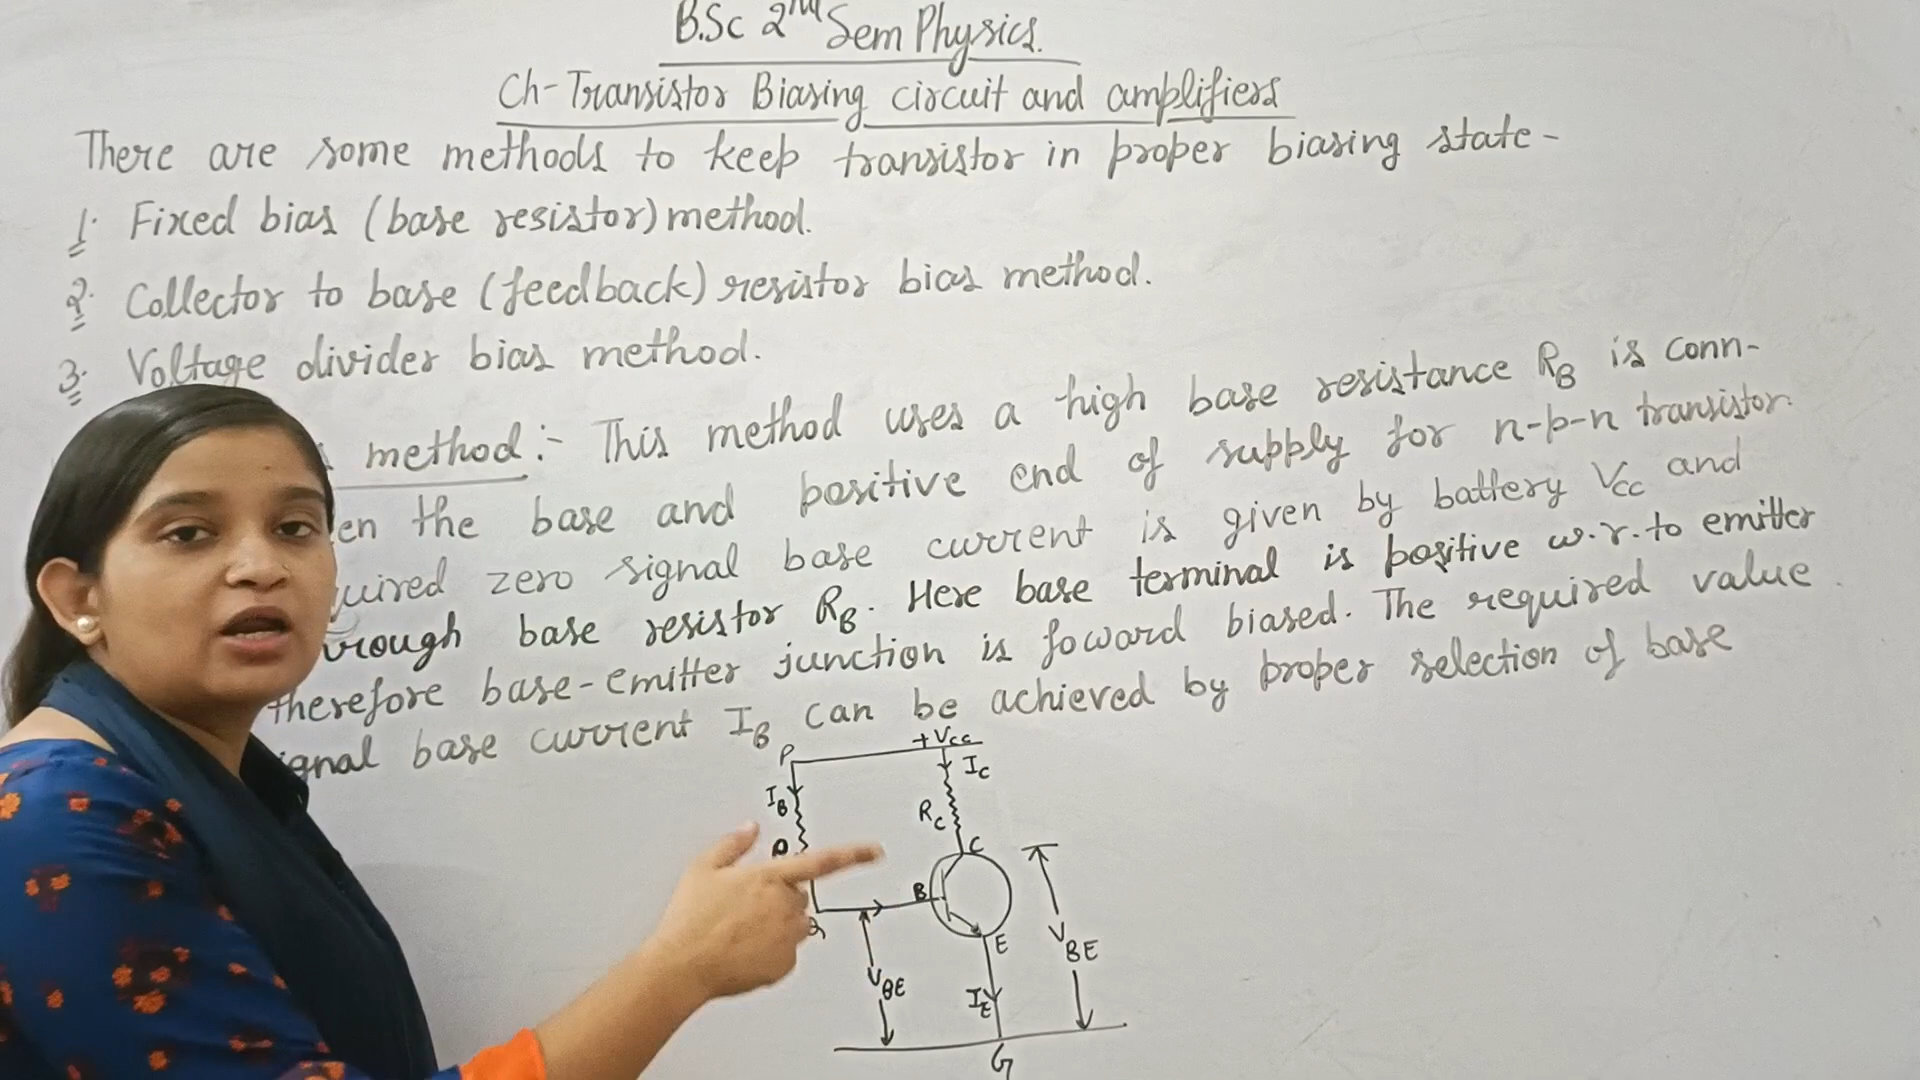 B.Sc 2nd Sem Physics.
Ch-Transistor Biasing circuit and amplifiers
There are some methods to keep transistor in proper biasing state-
1. Fixed bias (base resistor) method.
2. Collector to base (feedback) resistor bias method.
3. Voltage divider bias method.
method:- This method uses a high base resistance RB is conn-
en the base and positive end of supply for n-p-n transistor.
uired zero signal base current is given by battery Vcc and
rough base resistor RB. Here base terminal is positive w.r.to emitter
therefore base-emitter junction is foward biased. The required value
ignal base current IB can be achieved by proper selection of base
P +Vcc
IB IC
RC
C
B
E
VBE
VBE
IE
G